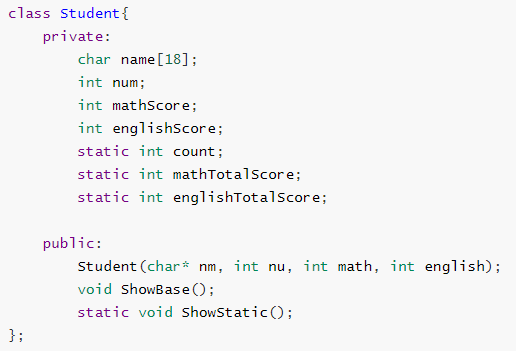 class Student{
    private:
        char name[18];
        int num;
        int mathScore;
        int englishScore;
        static int count;
        static int mathTotalScore;
        static int englishTotalScore;

    public:
        Student(char* nm, int nu, int math, int english);
        void ShowBase();
        static void ShowStatic();
};